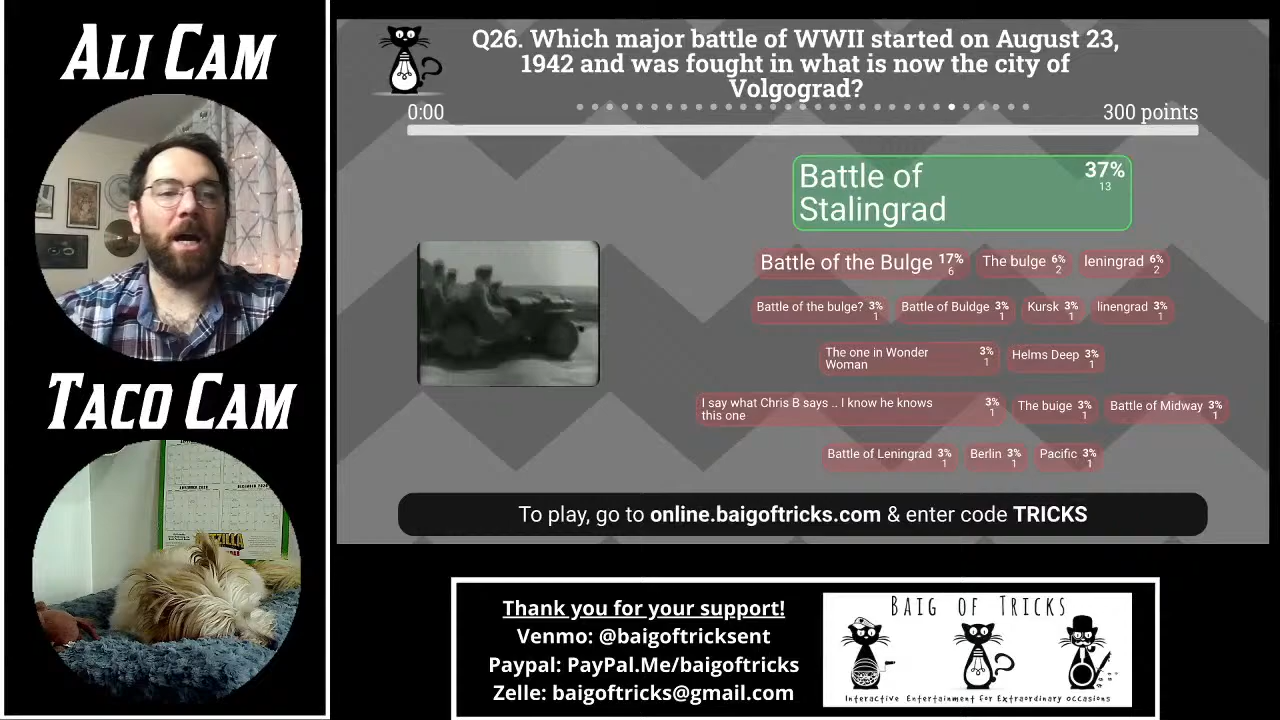 ALI CAM
TACO CAM
Q26. Which major battle of WWII started on August 23,
1942 and was fought in what is now the city of
Volgograd?
0:00
300 points
Battle of
Stalingrad
37%
13
Battle of the Bulge 17%
6
The bulge 6%
2
leningrad 6%
2
Battle of the bulge? 3%
1
Battle of Buldge 3%
1
Kursk 3%
1
linengrad 3%
1
The one in Wonder
Woman
3%
1
Helms Deep 3%
1
I say what Chris B says .. I know he knows
this one
3%
1
The buige 3%
1
Battle of Midway 3%
1
Battle of Leningrad 3%
1
Berlin 3%
1
Pacific 3%
1
To play, go to online.baigoftricks.com & enter code TRICKS
Thank you for your support!
Venmo: @baigoftricksent
Paypal: PayPal.Me/baigoftricks
Zelle: baigoftricks@gmail.com
BAIG OF TRICKS
Interactive Entertainment for Extraordinary occasions